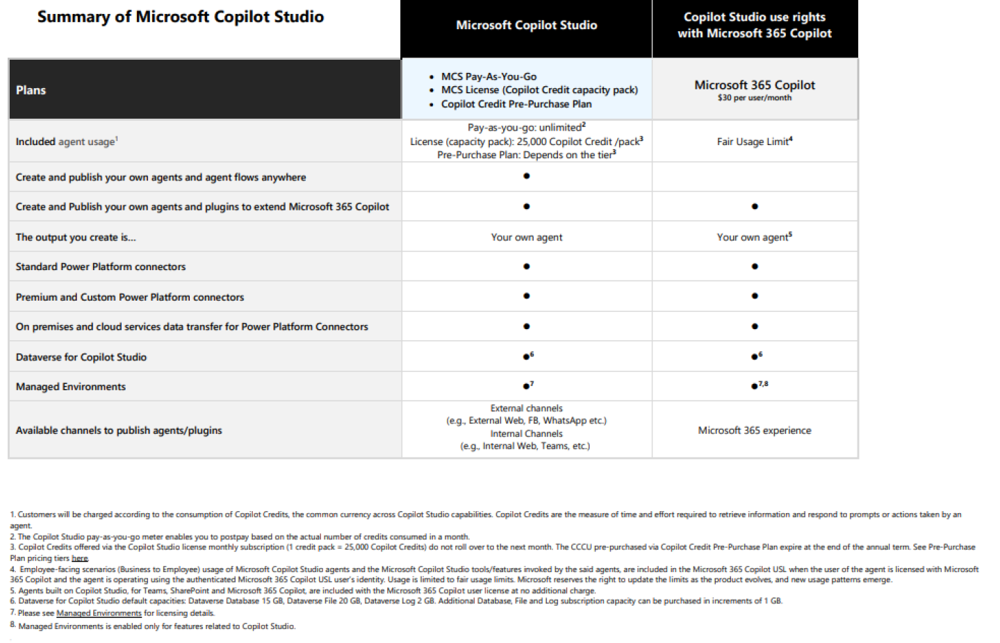 Summary of Microsoft Copilot Studio
Microsoft Copilot Studio
Copilot Studio use rights
with Microsoft 365 Copilot
Plans
• MCS Pay-As-You-Go
• MCS License (Copilot Credit capacity pack)
• Copilot Credit Pre-Purchase Plan
Microsoft 365 Copilot
$30 per user/month
Included agent usage¹
Pay-as-you-go: unlimited²
License (capacity pack): 25,000 Copilot Credit /pack³
Pre-Purchase Plan: Depends on the tier³
Fair Usage Limit⁴
Create and publish your own agents and agent flows anywhere
●
Create and Publish your own agents and plugins to extend Microsoft 365 Copilot
● ●
The output you create is...
Your own agent
Your own agent⁵
Standard Power Platform connectors
● ●
Premium and Custom Power Platform connectors
● ●
On premises and cloud services data transfer for Power Platform Connectors
● ●
Dataverse for Copilot Studio
●⁶ ●⁶
Managed Environments
●⁷ ●⁷,⁸
Available channels to publish agents/plugins
External channels
(e.g., External Web, FB, WhatsApp etc.)
Internal Channels
(e.g., Internal Web, Teams, etc.)
Microsoft 365 experience
1. Customers will be charged according to the consumption of Copilot Credits, the common currency across Copilot Studio capabilities. Copilot Credits are the measure of time and effort required to retrieve information and respond to prompts or actions taken by an
agent.
2. The Copilot Studio pay-as-you-go meter enables you to postpay based on the actual number of credits consumed in a month.
3. Copilot Credits offered via the Copilot Studio license monthly subscription (1 credit pack = 25,000 Copilot Credits) do not roll over to the next month. The CCCU pre-purchased via Copilot Credit Pre-Purchase Plan expire at the end of the annual term. See Pre-Purchase
Plan pricing tiers here.
4. Employee-facing scenarios (Business to Employee) usage of Microsoft Copilot Studio agents and the Microsoft Copilot Studio tools/features invoked by the said agents, are included in the Microsoft 365 Copilot USL when the user of the agent is licensed with Microsoft
365 Copilot and the agent is operating using the authenticated Microsoft 365 Copilot USL user's identity. Usage is limited to fair usage limits. Microsoft reserves the right to update the limits as the product evolves, and new usage patterns emerge.
5. Agents built on Copilot Studio, for Teams, SharePoint and Microsoft 365 Copilot, are included with the Microsoft 365 Copilot user license at no additional charge.
6. Dataverse for Copilot Studio default capacities: Dataverse Database 15 GB, Dataverse File 20 GB, Dataverse Log 2 GB. Additional Database, File and Log subscription capacity can be purchased in increments of 1 GB.
7. Please see Managed Environments for licensing details.
8. Managed Environments is enabled only for features related to Copilot Studio.